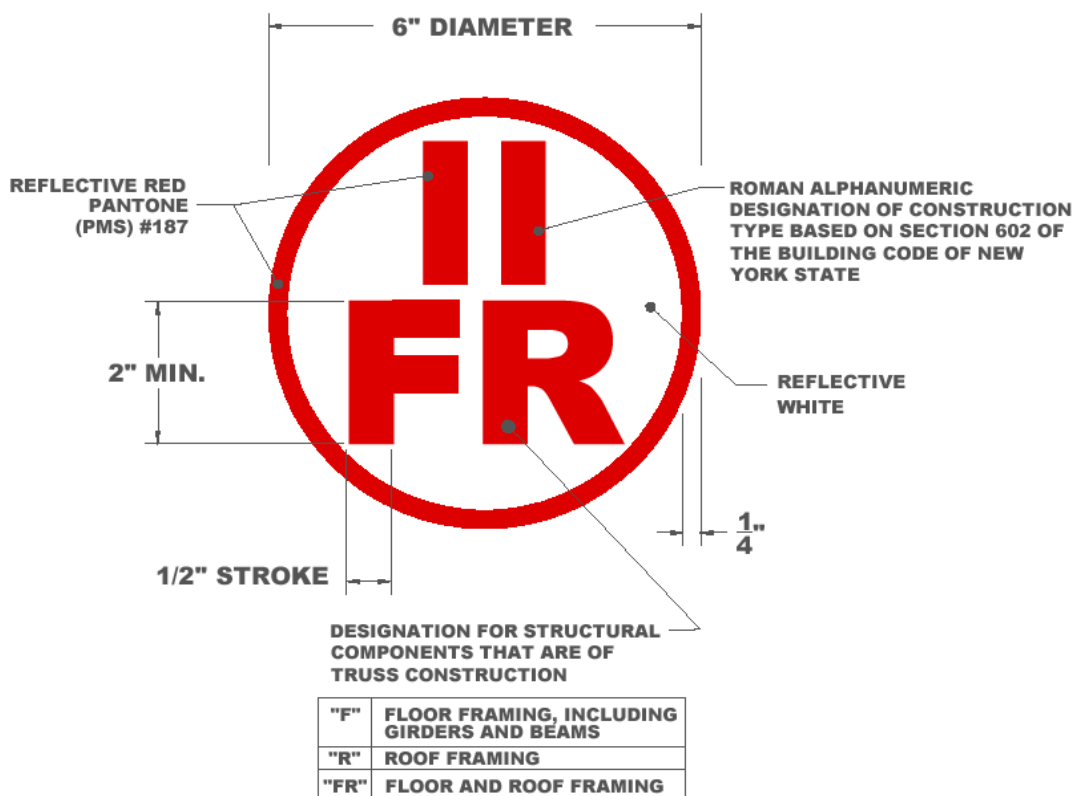 6" DIAMETER
REFLECTIVE RED
PANTONE
(PMS) #187
II
ROMAN ALPHANUMERIC
DESIGNATION OF CONSTRUCTION
TYPE BASED ON SECTION 602 OF
THE BUILDING CODE OF NEW
YORK STATE
FR
2" MIN.
REFLECTIVE
WHITE
1/4"
1/2" STROKE
DESIGNATION FOR STRUCTURAL
COMPONENTS THAT ARE OF
TRUSS CONSTRUCTION
"F" FLOOR FRAMING, INCLUDING
GIRDERS AND BEAMS
"R" ROOF FRAMING
"FR" FLOOR AND ROOF FRAMING